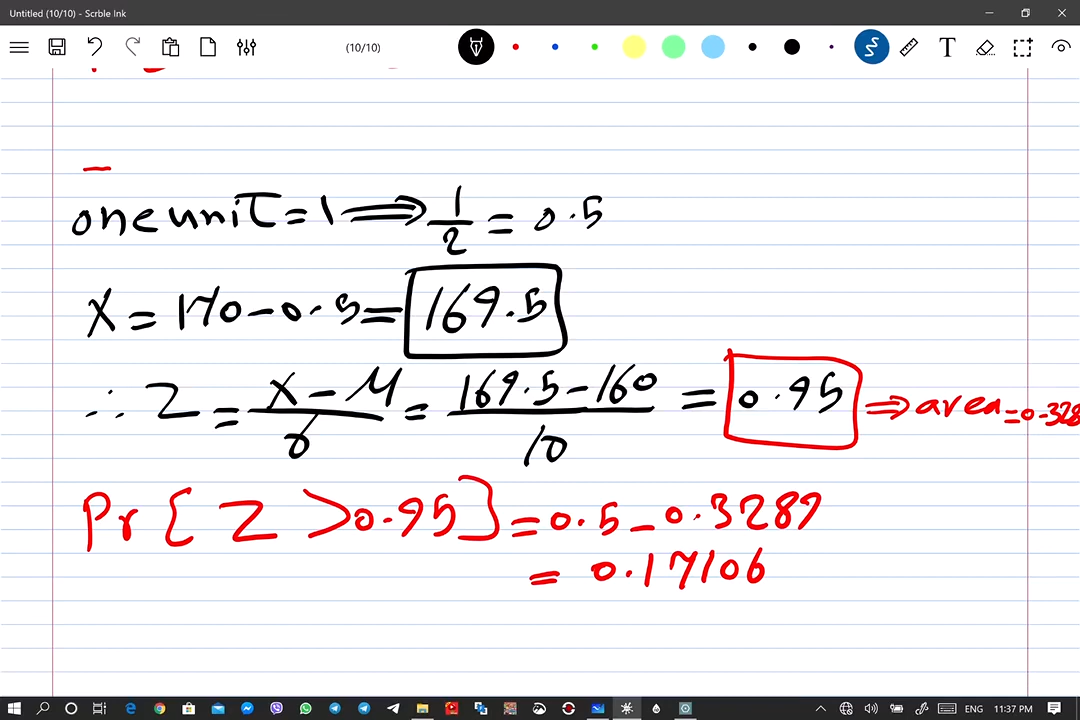 Untitled (10/10) - Scrble Ink
(10/10)
T
one unit = 1 ⟹ 1/2 = 0.5
X = 170 - 0.5 = 169.5
∴ Z = (X - M)/σ = (169.5 - 160)/10 = 0.95 ⇒ area = 0.328
Pr{ Z > 0.95] = 0.5 - 0.3289
= 0.17106
ENG 11:37 PM